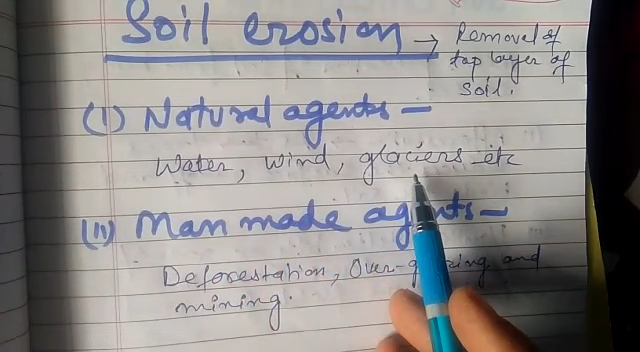 Soil erosion → Removal of
top layer of
soil.
(I) Natural agents -
Water, wind, glaciers etc
(II) Man made agents -
Deforestation, Over-grazing and
mining.